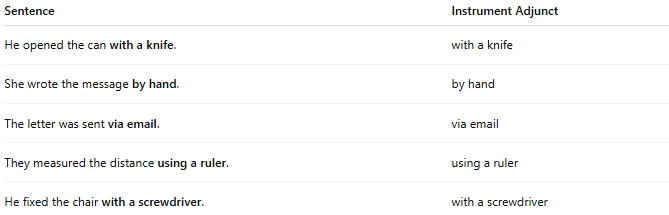 Sentence Instrument Adjunct
He opened the can with a knife. with a knife
She wrote the message by hand. by hand
The letter was sent via email. via email
They measured the distance using a ruler. using a ruler
He fixed the chair with a screwdriver. with a screwdriver